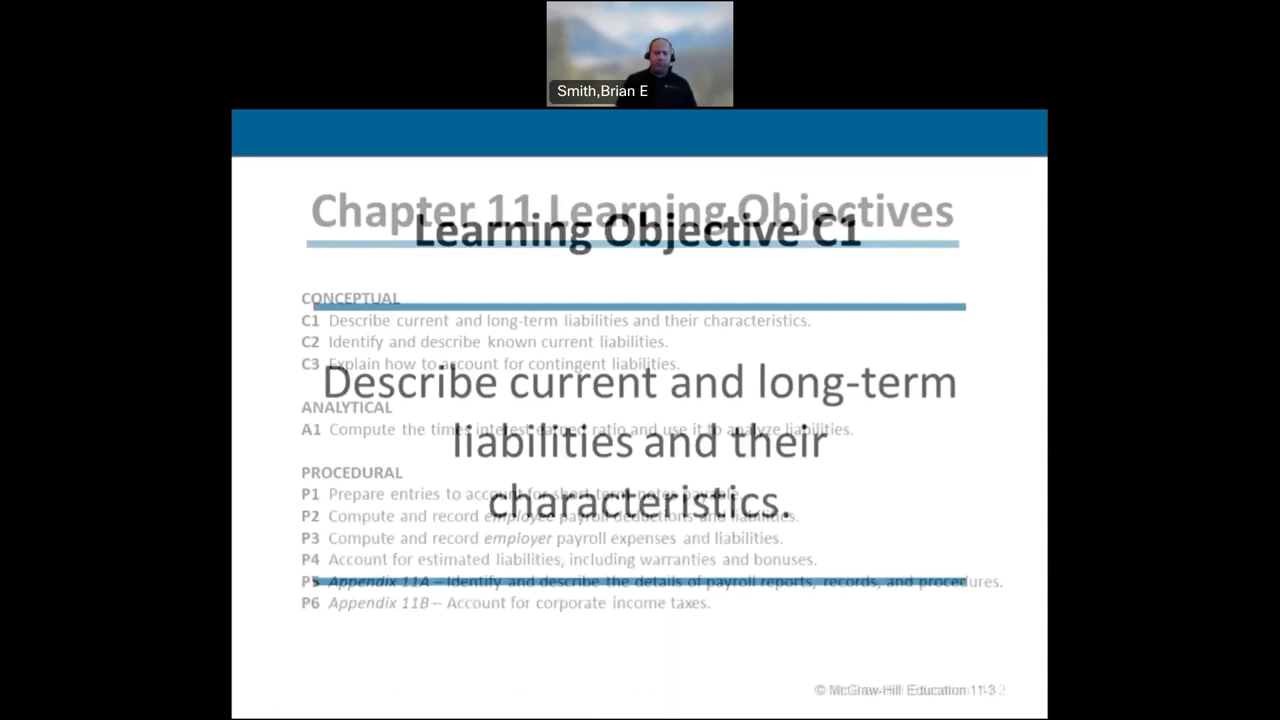 Smith,Brian E
Chapter 11 Learning Objectives
Learning Objective C1
CONCEPTUAL
C1 Describe current and long-term liabilities and their characteristics.
C2 Identify and describe known current liabilities.
C3 Explain how to account for contingent liabilities.
Describe current and long-term
liabilities and their
characteristics.
ANALYTICAL
A1 Compute the times interest earned ratio and use it to analyze liabilities.
PROCEDURAL
P1 Prepare entries to account for short-term notes payable.
P2 Compute and record employee payroll deductions and liabilities.
P3 Compute and record employer payroll expenses and liabilities.
P4 Account for estimated liabilities, including warranties and bonuses.
P5 Appendix 11A – Identify and describe the details of payroll reports, records, and procedures.
P6 Appendix 11B – Account for corporate income taxes.
© McGraw-Hill Education 11-3